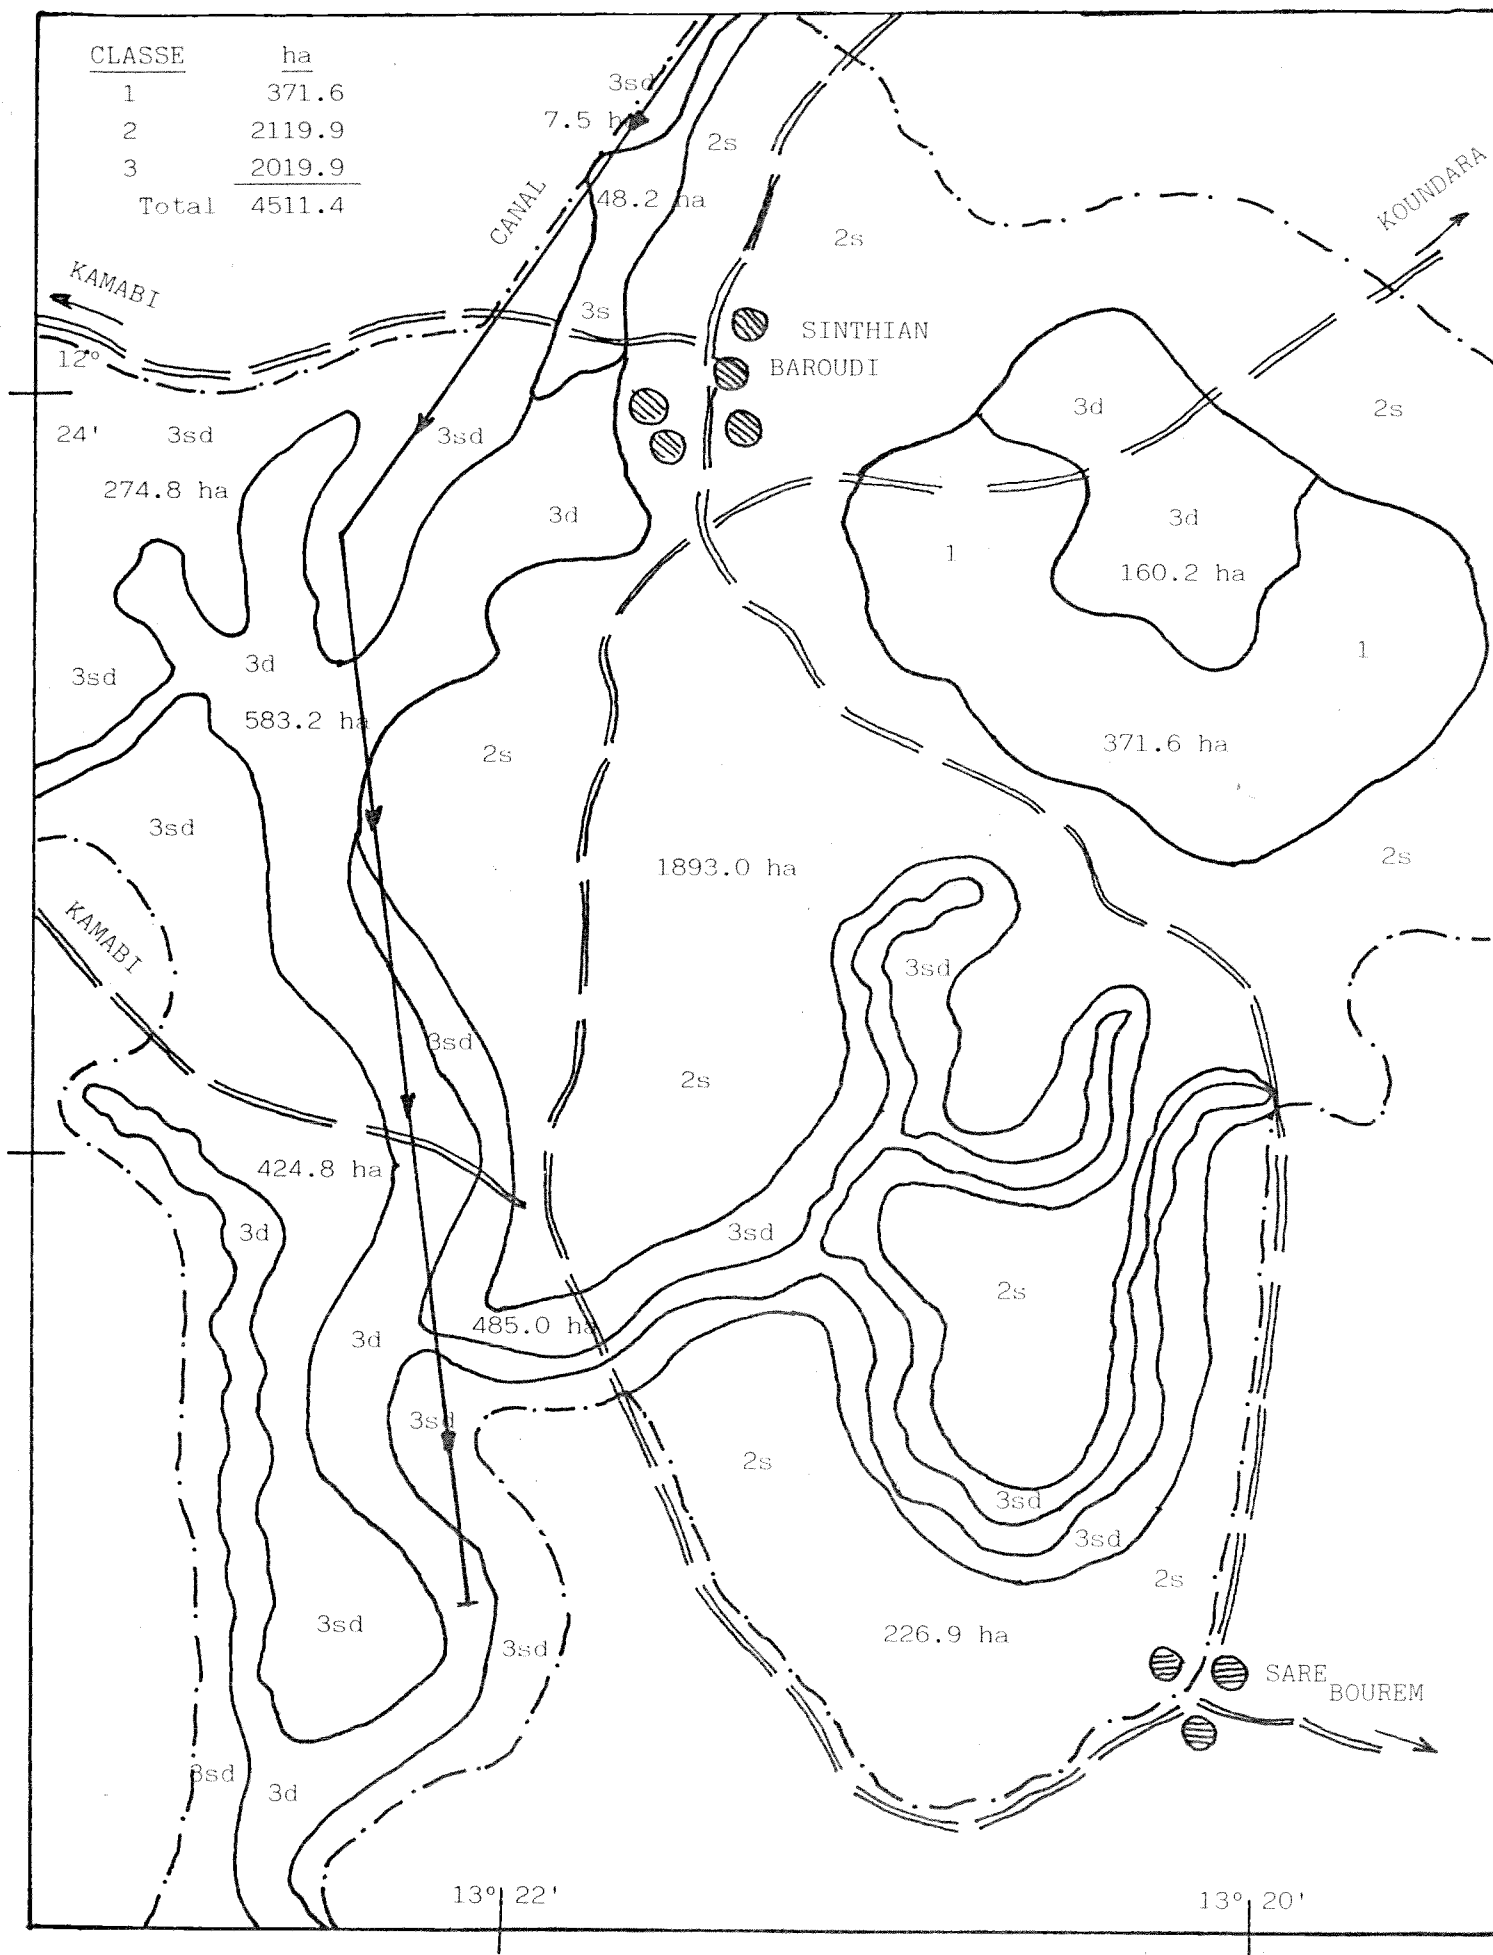 CLASSE ha
1 371.6
2 2119.9
3 2019.9
Total 4511.4
3sd
7.5 ha
2s
CANAL
48.2 ha
KOUNDARA
2s
KAMABI
3s
SINTHIAN
BAROUDI
12°
24'
3sd
3sd
3d
2s
274.8 ha
3d
3d
1
160.2 ha
3sd
3d
1
583.2 ha
2s
371.6 ha
3sd
1893.0 ha
2s
KAMABI
3sd
3sd
2s
424.8 ha
3d
3sd
2s
485.0 ha
3d
3sd
2s
3sd
3sd
2s
3sd
3sd
226.9 ha
SARE
BOUREM
3sd
3d
13° 22'
13° 20'